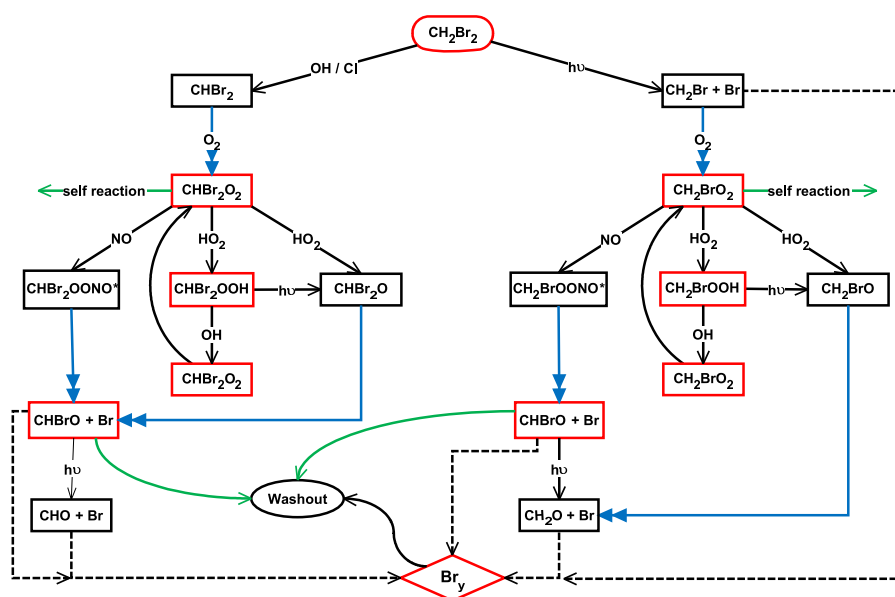 CH₂Br₂
OH / Cl
hυ
CHBr₂
CH₂Br + Br
O₂
O₂
self reaction
CHBr₂O₂
CH₂BrO₂
self reaction
NO
HO₂
HO₂
NO
HO₂
HO₂
CHBr₂OONO*
CHBr₂OOH
hυ
CHBr₂O
CH₂BrOONO*
CH₂BrOOH
hυ
CH₂BrO
OH
OH
CHBr₂O₂
CH₂BrO₂
CHBrO + Br
CHBrO + Br
hυ
hυ
Washout
CHO + Br
CH₂O + Br
Brᵧ